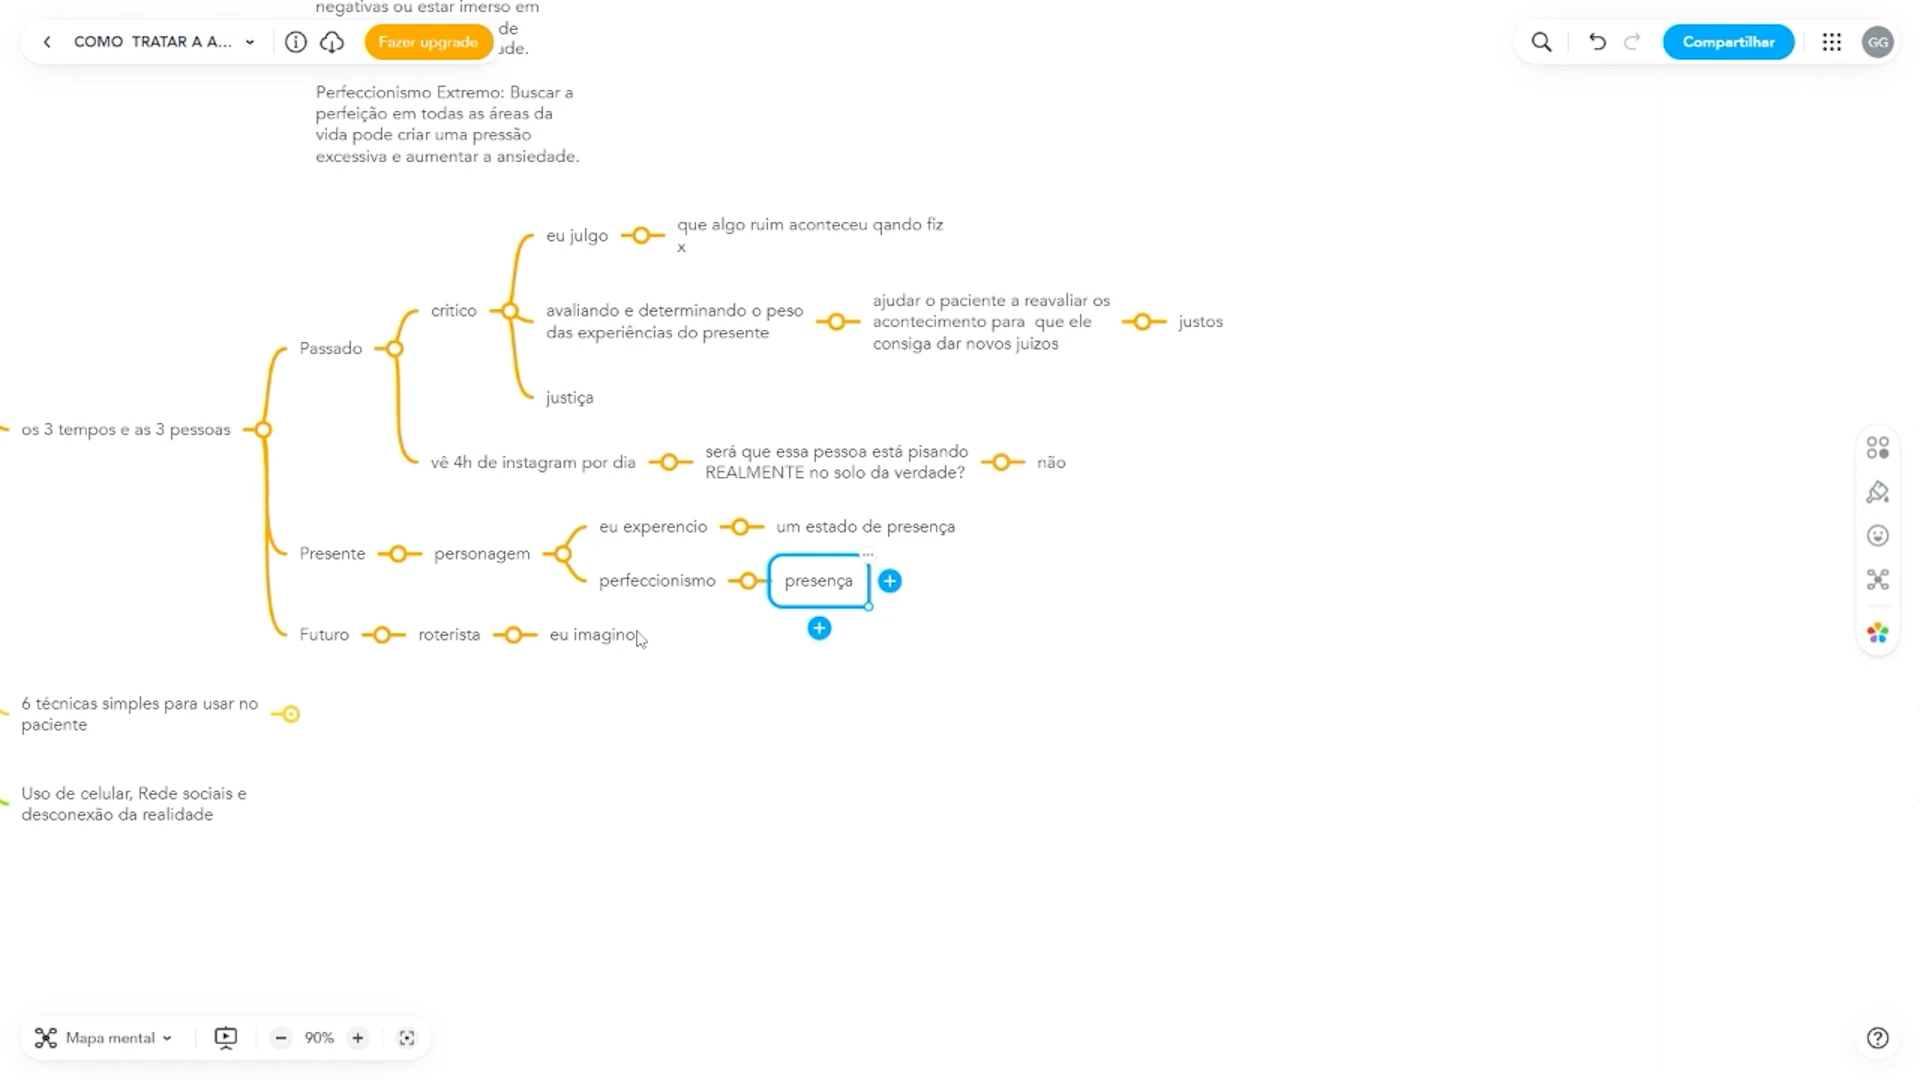 negativas ou estar imerso em
de
ade.
COMO TRATAR A A...
Fazer upgrade
Compartilhar
GG
Perfeccionismo Extremo: Buscar a
perfeição em todas as áreas da
vida pode criar uma pressão
excessiva e aumentar a ansiedade.
eu julgo
que algo ruim aconteceu qando fiz
x
crítico
avaliando e determinando o peso
das experiências do presente
ajudar o paciente a reavaliar os
acontecimento para que ele
consiga dar novos juizos
justos
Passado
justiça
os 3 tempos e as 3 pessoas
vê 4h de instagram por dia
será que essa pessoa está pisando
REALMENTE no solo da verdade?
não
eu experencio
um estado de presença
Presente
personagem
perfeccionismo
presença
Futuro
roterista
eu imagino
6 técnicas simples para usar no
paciente
Uso de celular, Rede sociais e
desconexão da realidade
Mapa mental
90%